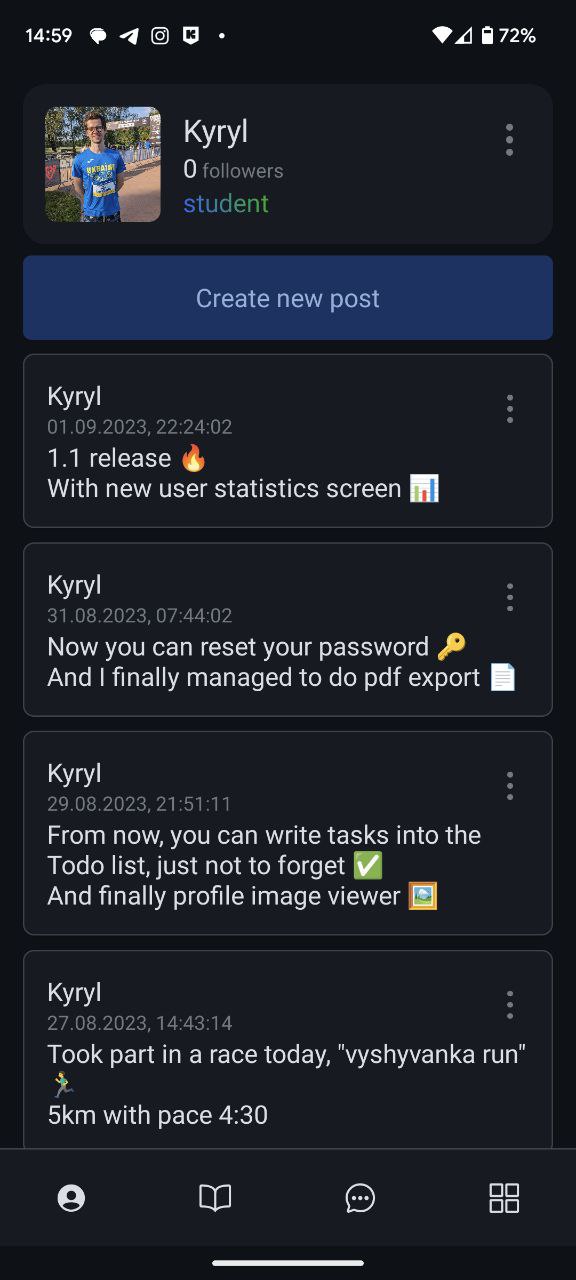 14:59
72%
Kyryl
0 followers
student
Create new post
Kyryl
01.09.2023, 22:24:02
1.1 release 🔥
With new user statistics screen 📊
Kyryl
31.08.2023, 07:44:02
Now you can reset your password 🔑
And I finally managed to do pdf export 📄
Kyryl
29.08.2023, 21:51:11
From now, you can write tasks into the
Todo list, just not to forget ✅
And finally profile image viewer 🖼️
Kyryl
27.08.2023, 14:43:14
Took part in a race today, "vyshyvanka run"
🏃‍♂️
5km with pace 4:30